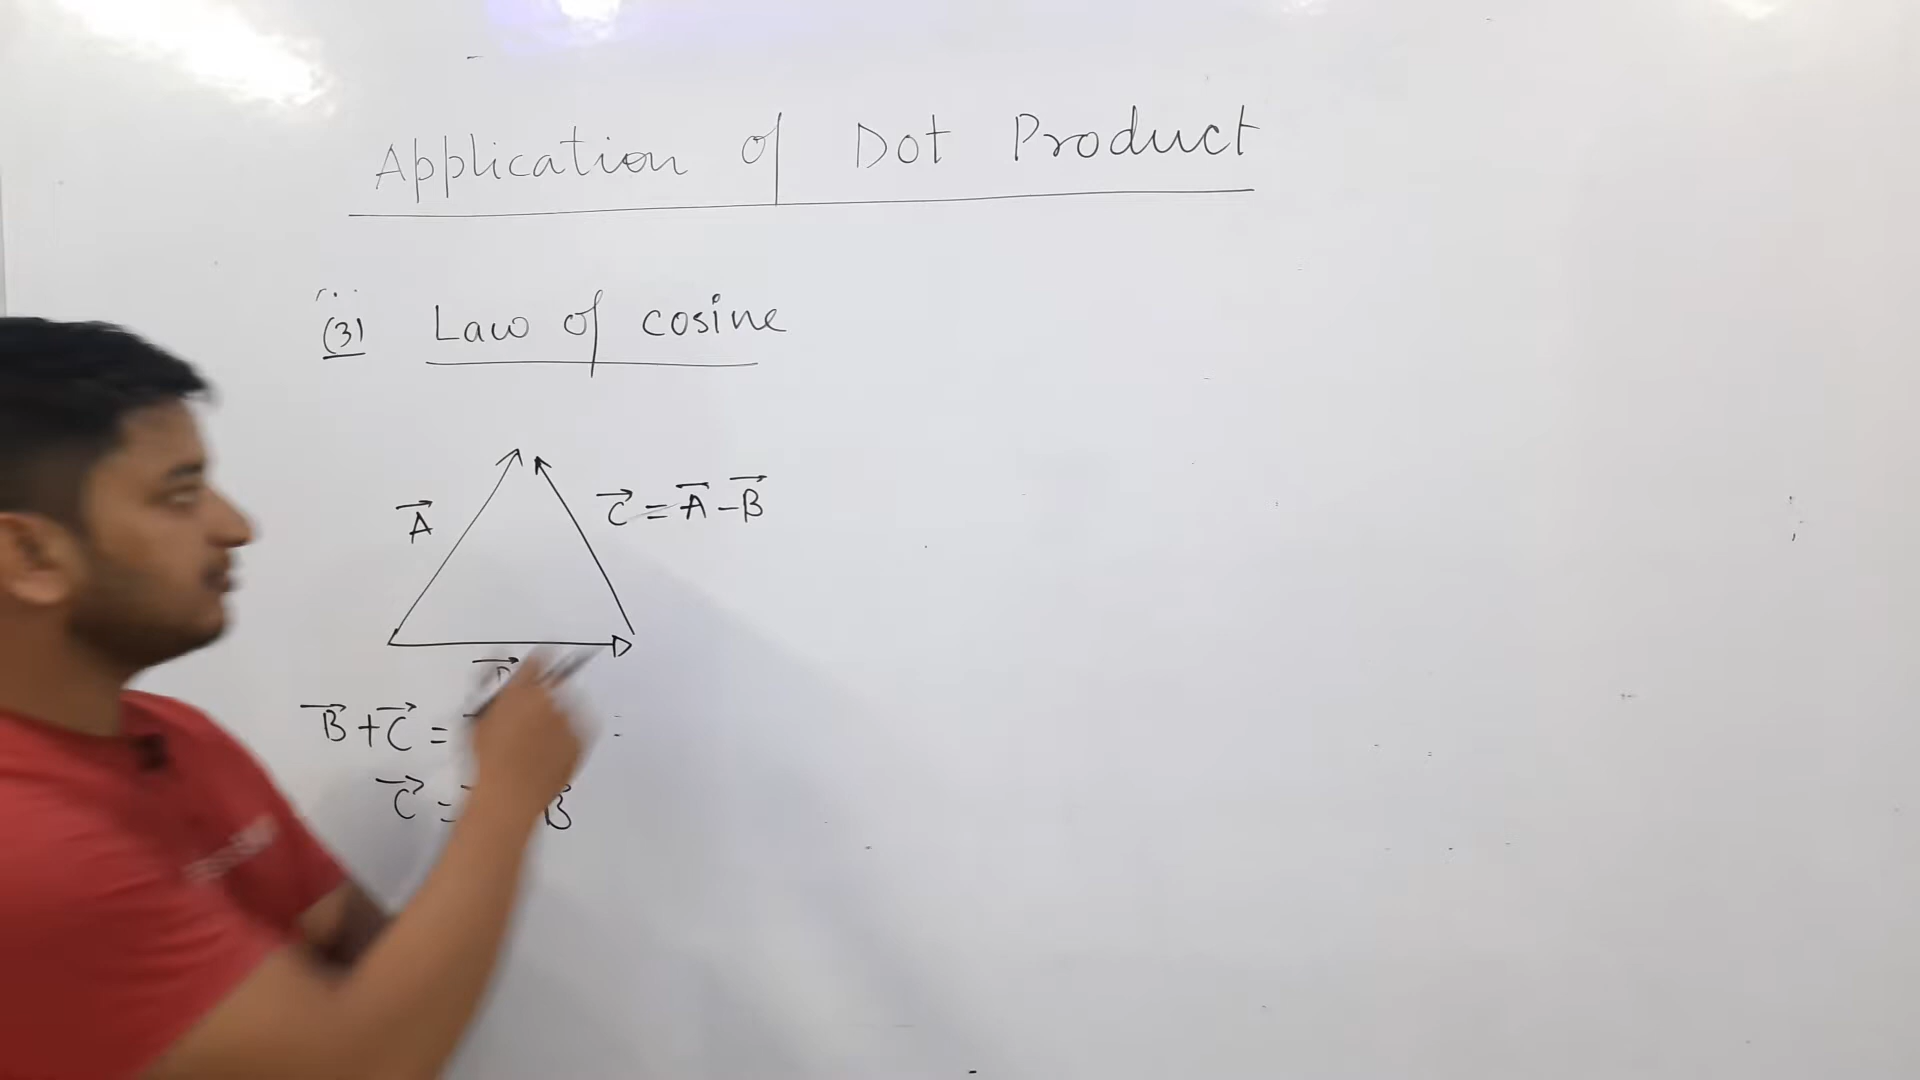 Application of Dot Product
(3) Law of cosine
A⃗
C⃗ = A⃗ - B⃗
B⃗ + C⃗ =
C⃗ = B